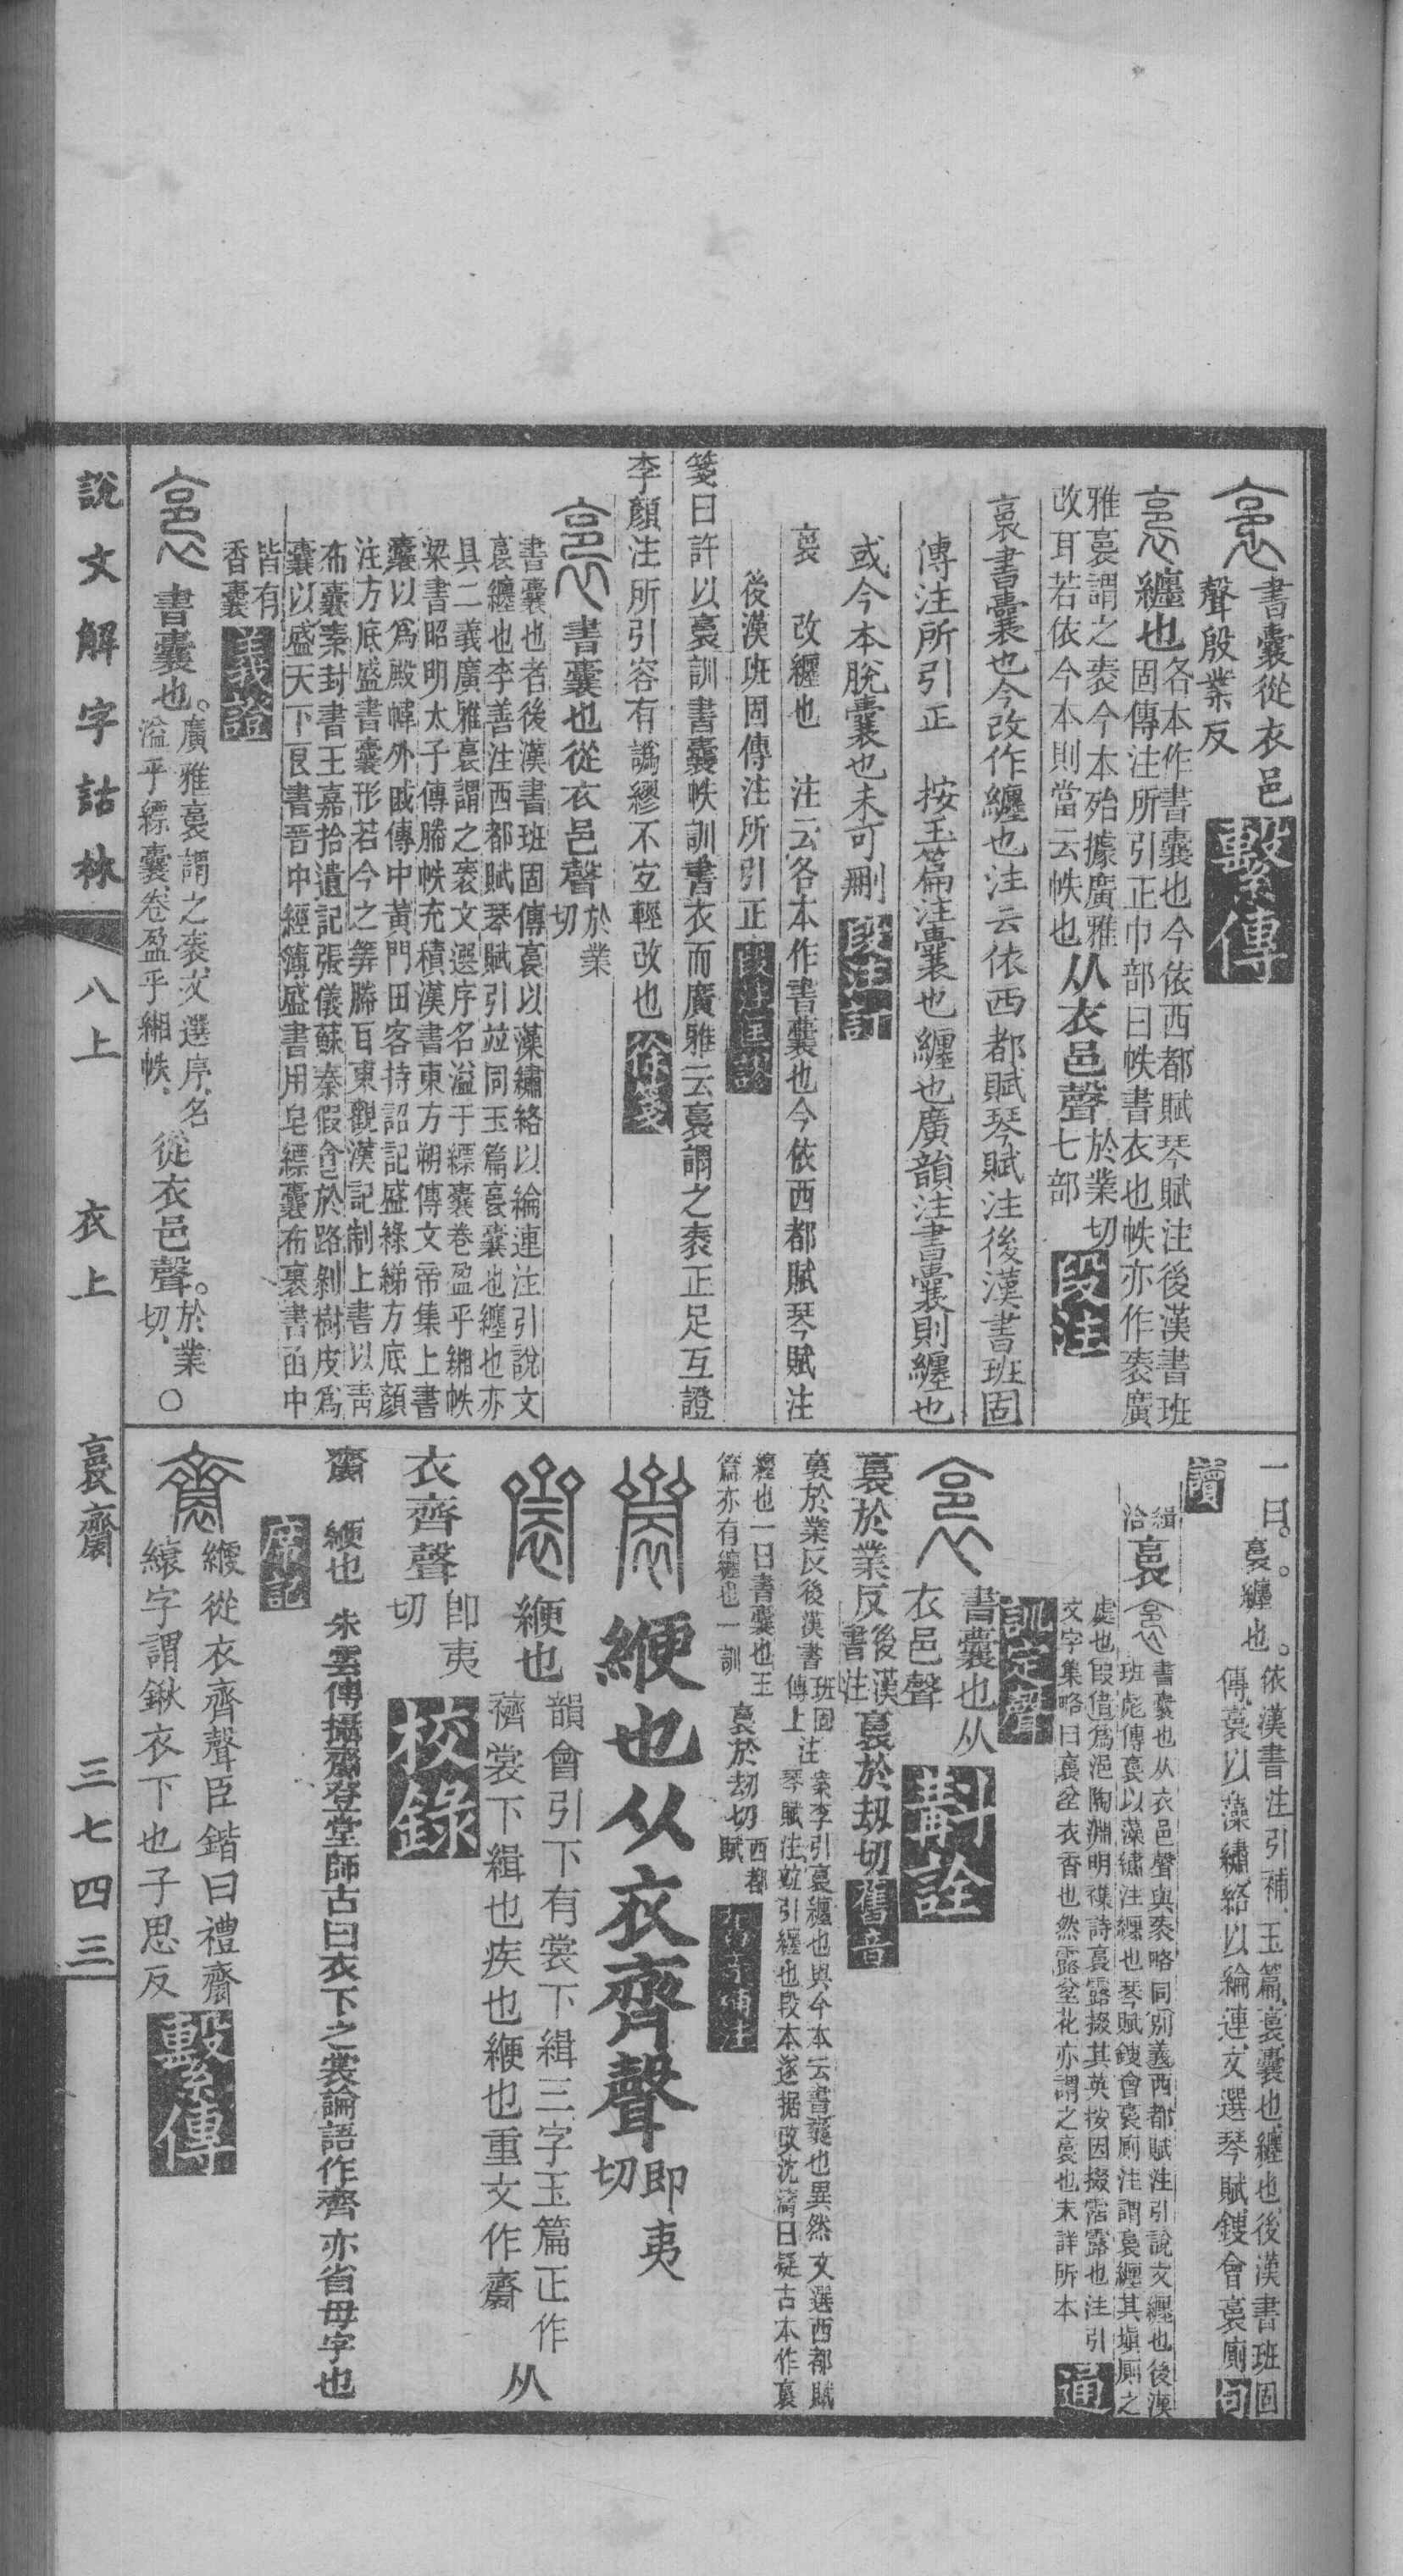 書囊從衣邑
聲殷業反
繫傳
纏也
各本作書囊也今依西都賦琴賦注後漢書班
固傳注所引正巾部曰帙書衣也帙亦作袠廣
雅裛謂之袠今本殆據廣雅
改耳若依今本則當云帙也
从衣邑聲
於業切
七部
段注
裛書囊也今改作纏也注云依西都賦琴賦注後漢書班固
傳注所引正 按玉篇注囊也纏也廣韻注書囊則纏也
或今本脫囊也未可刪
段注訂
裛 改纏也 注云各本作書囊也今依西都賦琴賦注
後漢班固傳注所引正
段注匡謬
箋曰許以裛訓書囊帙訓書衣而廣雅云裛謂之袠正足互證
李顏注所引容有譌繆不宐輕改也
徐箋
書囊也從衣邑聲
於業
切
書囊也者後漢書班固傳裛以藻繡絡以綸連注引說文
裛纏也李善注西都賦琴賦引竝同玉篇裛囊也纏也亦
具二義廣雅裛謂之袠文選序名溢于縹囊卷盈乎緗帙
梁書昭明太子傳縢帙充積漢書東方朔傳文帝集上書
囊以爲殿幃外戚傳中黃門田客持詔記盛綠綈方底顏
注方底盛書囊形若今之筭縢耳東觀漢記制上書以靑
布囊素封書王嘉拾遺記張儀蘇秦假食於路剝樹皮爲
囊以盛天下良書晉中經簿盛書用皂縹囊布裏書函中
皆有
香囊
義證
書囊也。
廣雅裛謂之袠文選序名
溢乎縹囊卷盈乎緗帙
從衣邑聲。
於業
切
○
一曰。裛纏也。
依漢書注引補玉篇裛囊也纏也後漢書班固
傳裛以藻繡絡以綸連文選琴賦鍥會裛厠
句
讀
緝
洽
裛
書囊也从衣邑聲與袠略同別義西都賦注引說文纏也後漢
班彪傳裛以藻繡注纏也琴賦鍥會裛厠注謂裛纏其塡厠之
處也叚借爲浥陶淵明襍詩裛露掇其英按因掇霑露也注引
文字集略曰裛坌衣香也然露坌花亦謂之裛也未詳所本
通
訓定聲
書囊也从
衣邑聲
斠詮
裛於業反
後漢
書注
裛於刼切
舊音
裛於業反後漢書
班固
傳上注
案李引裛纏也與今本云書囊也異然文選西都賦
琴賦注竝引纏也段本遂据改沈濤曰疑古本作裛
纏也一曰書囊也玉
篇亦有纏也一訓
裛於刼切
西都
賦
緶也从衣齊聲
即夷
切
緶也
韻會引下有裳下緝三字玉篇正作
𧞓裳下緝也疾也緶也重文作齋
从
衣齊聲
卽夷
切
校錄
齋 緶也 朱雲傳攝齋登堂師古曰衣下之裳論語作齊亦省毋字也
席記
緶從衣齊聲臣鍇曰禮齋
縗字謂鍬衣下也子思反
繫傳
說文解字詁林 八上 衣上 裛齋 三七四三